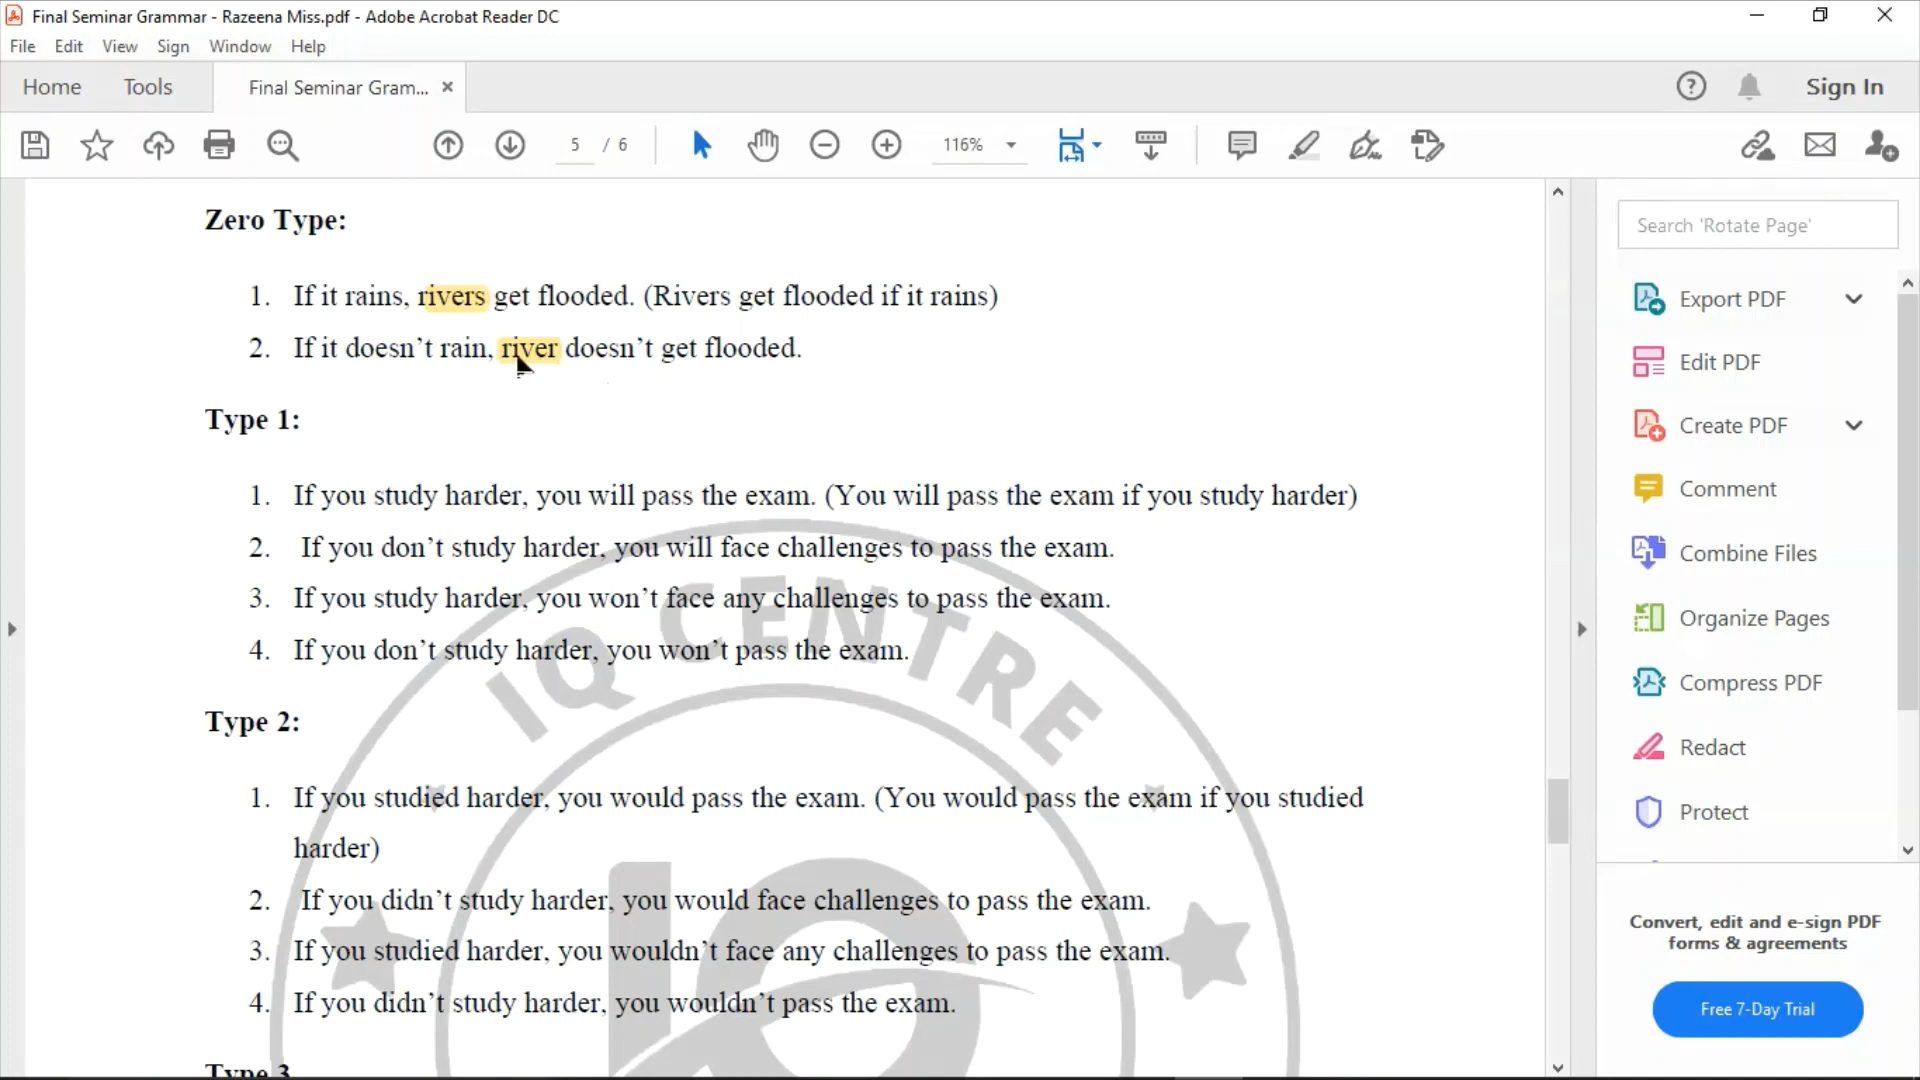 Final Seminar Grammar - Razeena Miss.pdf - Adobe Acrobat Reader DC
File Edit View Sign Window Help
Home Tools Final Seminar Gram... × Sign In
5 / 6 116%
Zero Type:
1. If it rains, rivers get flooded. (Rivers get flooded if it rains)
2. If it doesn’t rain, river doesn’t get flooded.
Type 1:
1. If you study harder, you will pass the exam. (You will pass the exam if you study harder)
2. If you don’t study harder, you will face challenges to pass the exam.
3. If you study harder, you won’t face any challenges to pass the exam.
4. If you don’t study harder, you won’t pass the exam.
Type 2:
1. If you studied harder, you would pass the exam. (You would pass the exam if you studied
harder)
2. If you didn’t study harder, you would face challenges to pass the exam.
3. If you studied harder, you wouldn’t face any challenges to pass the exam.
4. If you didn’t study harder, you wouldn’t pass the exam.
Type 3
IQ CENTRE
IQ
Search 'Rotate Page'
Export PDF
Edit PDF
Create PDF
Comment
Combine Files
Organize Pages
Compress PDF
Redact
Protect
Convert, edit and e-sign PDF
forms & agreements
Free 7-Day Trial